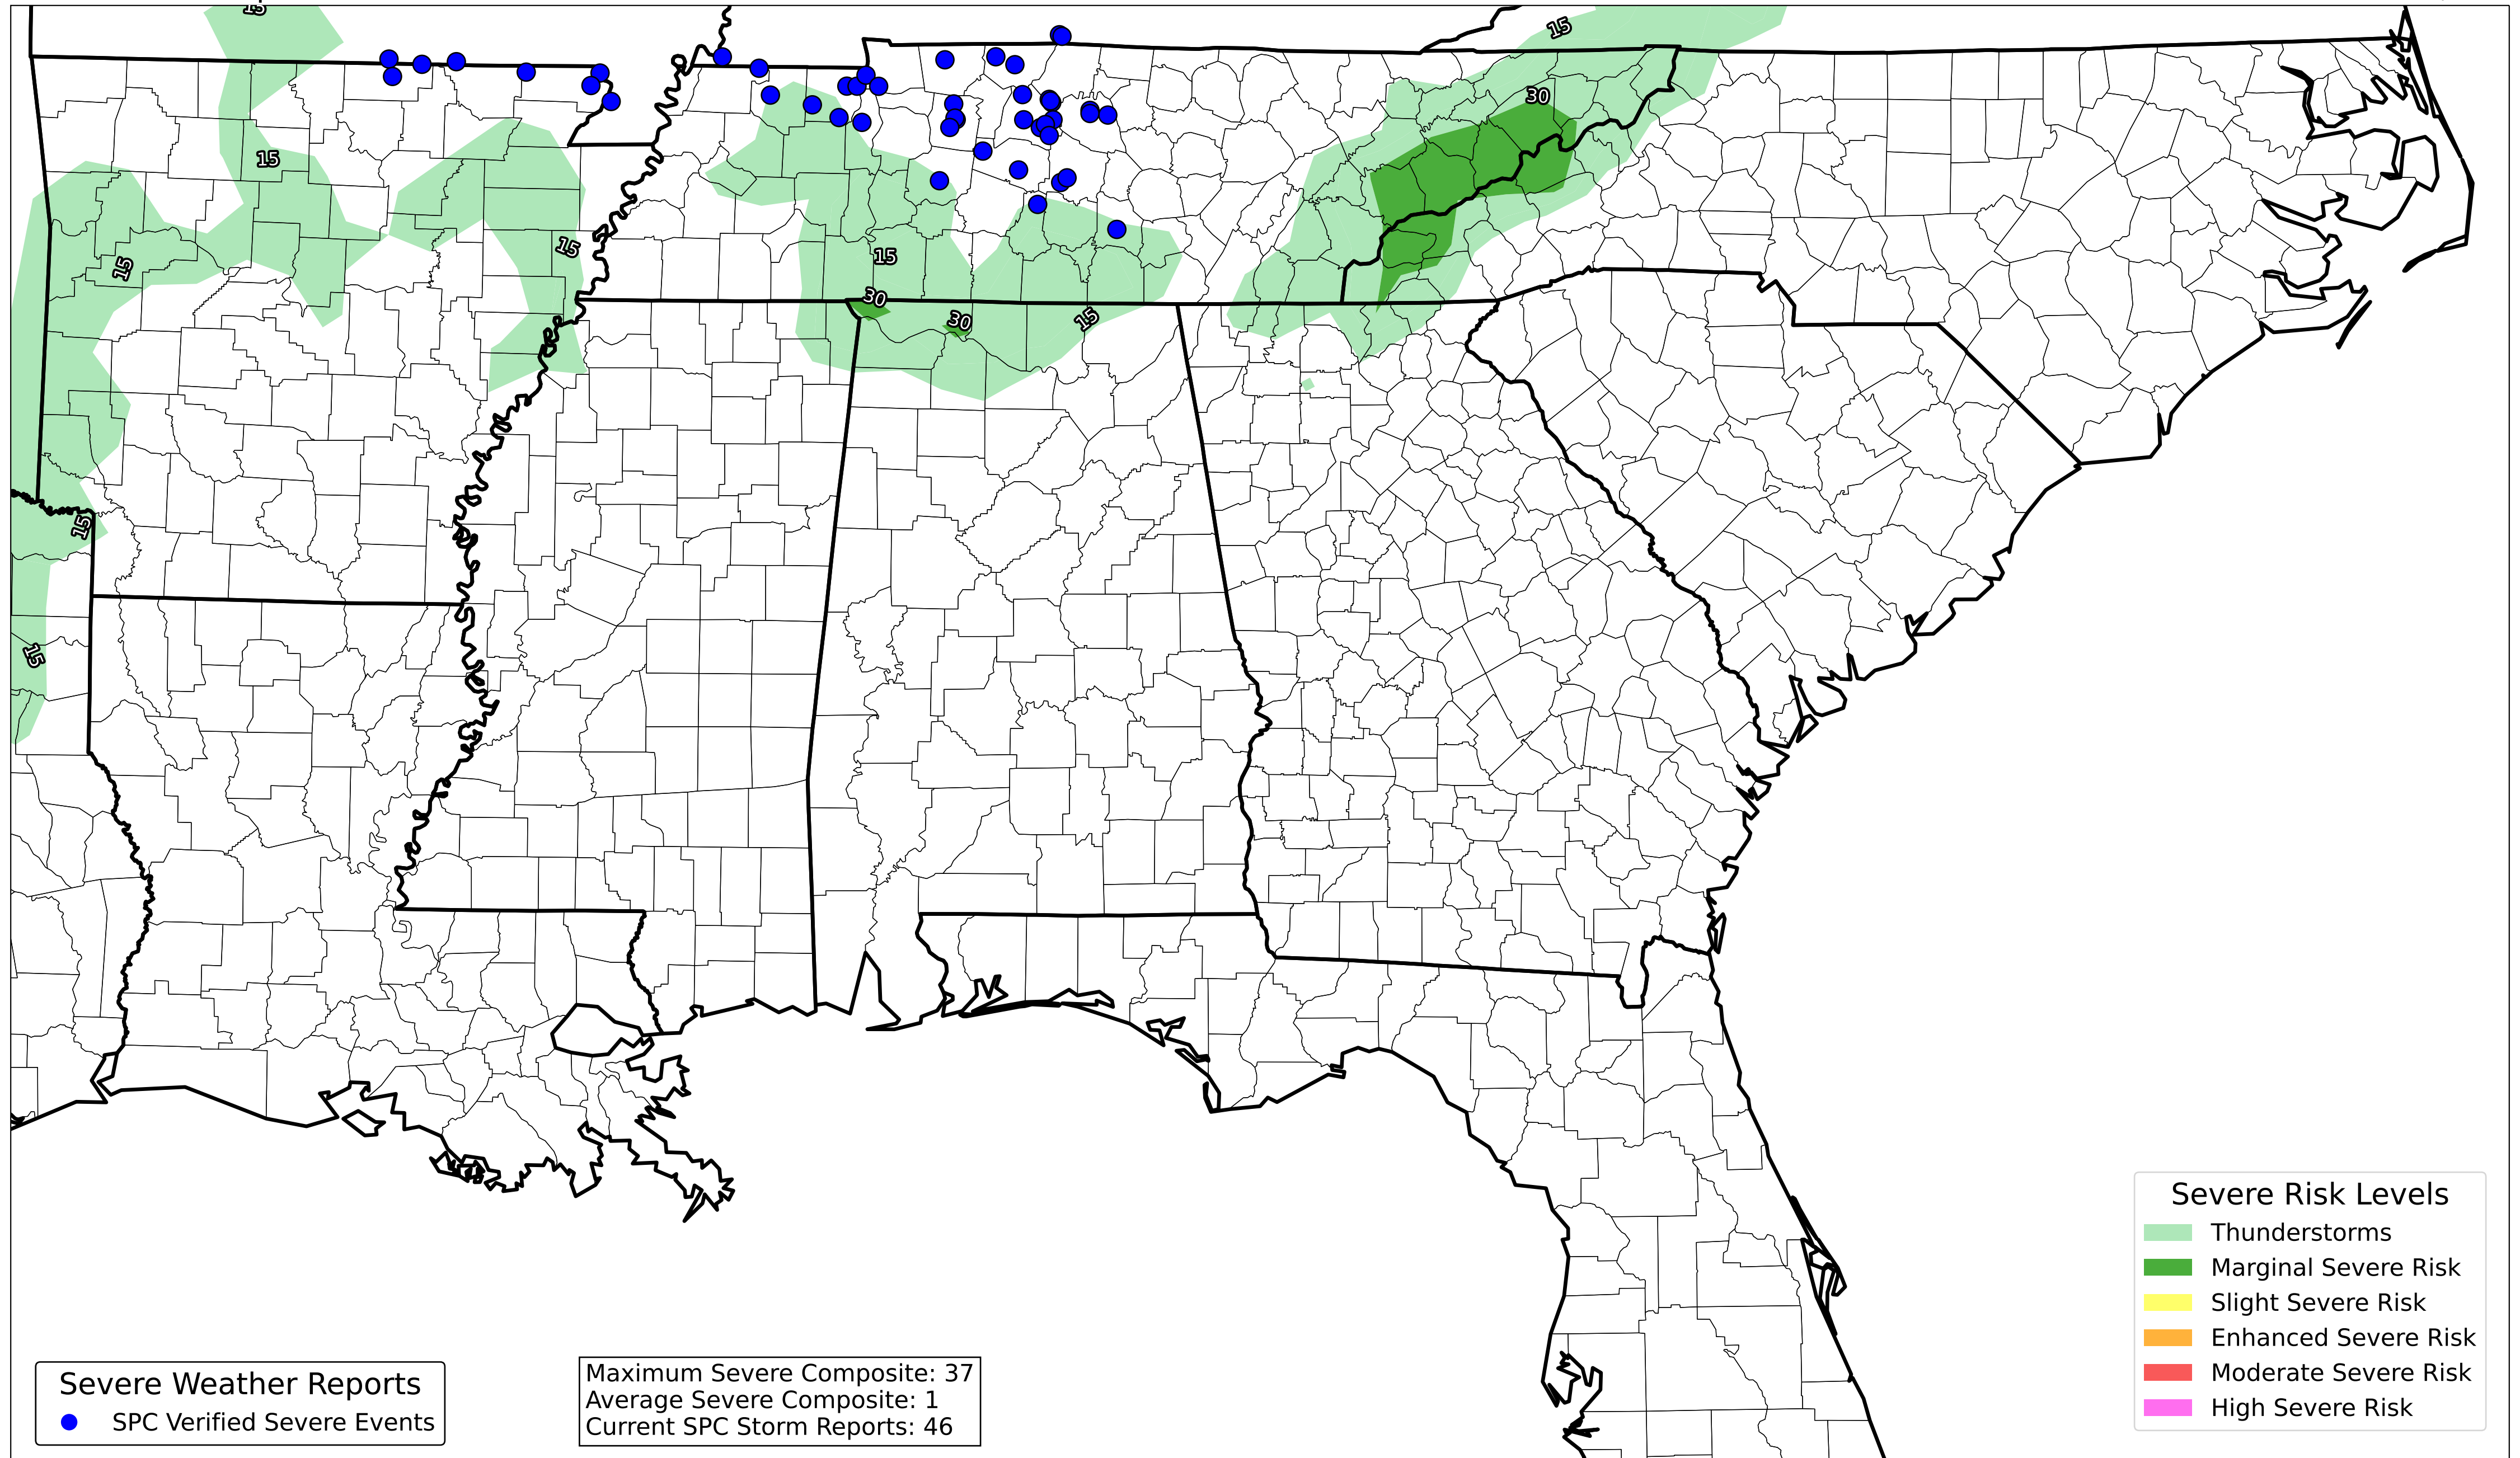 15
15
30
15
15
15
15
30
30
15
15
15
Severe Risk Levels
Thunderstorms
Marginal Severe Risk
Slight Severe Risk
Enhanced Severe Risk
Moderate Severe Risk
High Severe Risk
Severe Weather Reports
SPC Verified Severe Events
Maximum Severe Composite: 37
Average Severe Composite: 1
Current SPC Storm Reports: 46